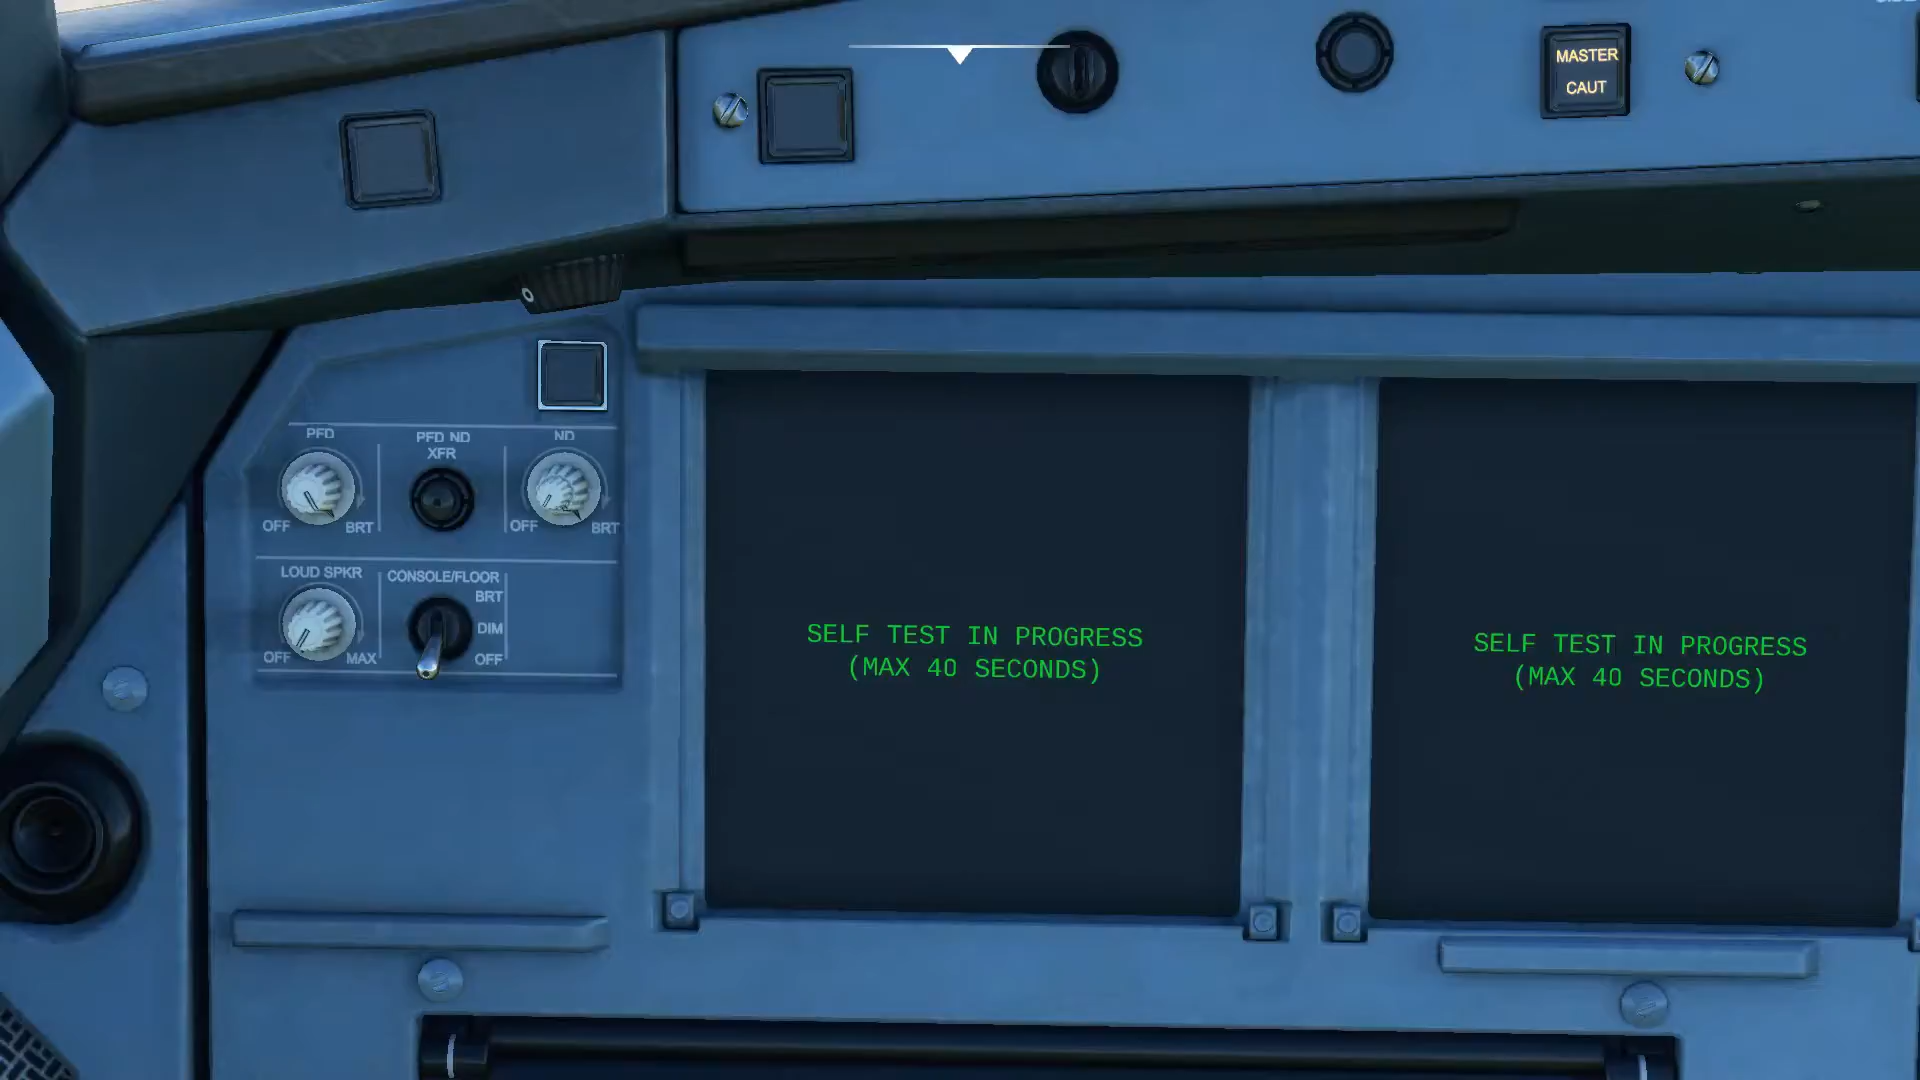 MASTER
CAUT
PFD
PFD ND
XFR
ND
OFF
BRT
OFF
BRT
LOUD SPKR
CONSOLE/FLOOR
BRT
DIM
OFF
OFF
MAX
SELF TEST IN PROGRESS
(MAX 40 SECONDS)
SELF TEST IN PROGRESS
(MAX 40 SECONDS)